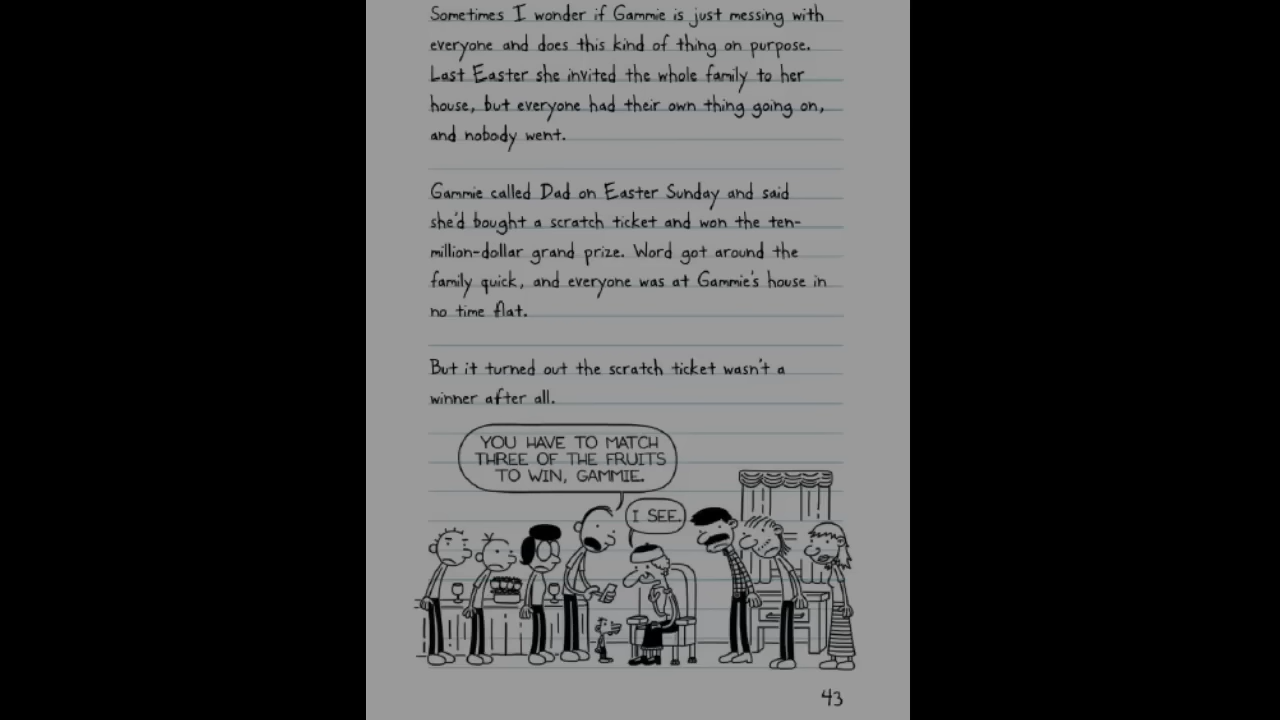 Sometimes I wonder if Gammie is just messing with
everyone and does this kind of thing on purpose.
Last Easter she invited the whole family to her
house, but everyone had their own thing going on,
and nobody went.
Gammie called Dad on Easter Sunday and said
she'd bought a scratch ticket and won the ten-
million-dollar grand prize. Word got around the
family quick, and everyone was at Gammie's house in
no time flat.
But it turned out the scratch ticket wasn't a
winner after all.
YOU HAVE TO MATCH
THREE OF THE FRUITS
TO WIN, GAMMIE.
I SEE.
43